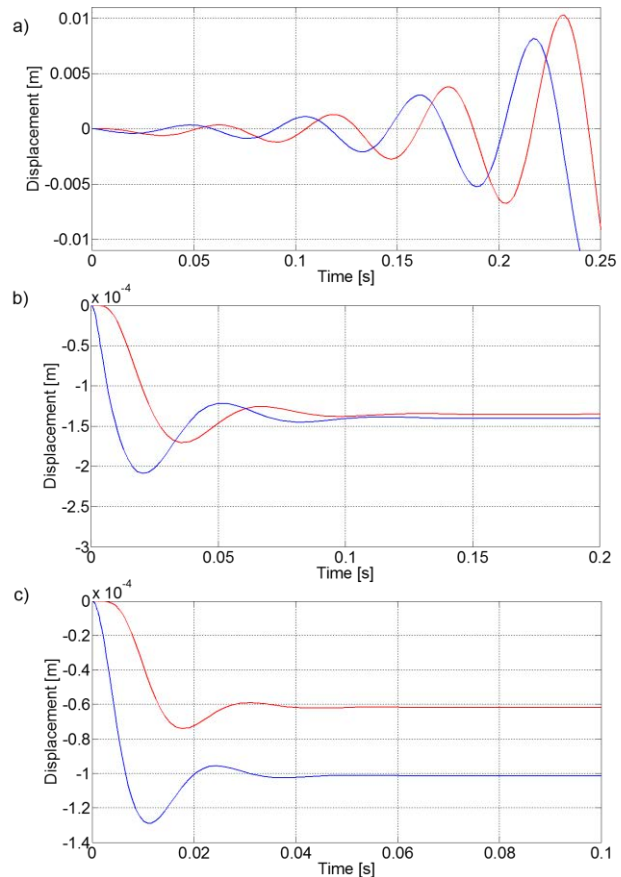 a)
0.01
0.005
0
-0.005
-0.01
Displacement [m]
0 0.05 0.1 0.15 0.2 0.25
Time [s]
b)
x 10⁻⁴
0
-0.5
-1
-1.5
-2
-2.5
-3
Displacement [m]
0 0.05 0.1 0.15 0.2
Time [s]
c)
x 10⁻⁴
0
-0.2
-0.4
-0.6
-0.8
-1
-1.2
-1.4
Displacement [m]
0 0.02 0.04 0.06 0.08 0.1
Time [s]